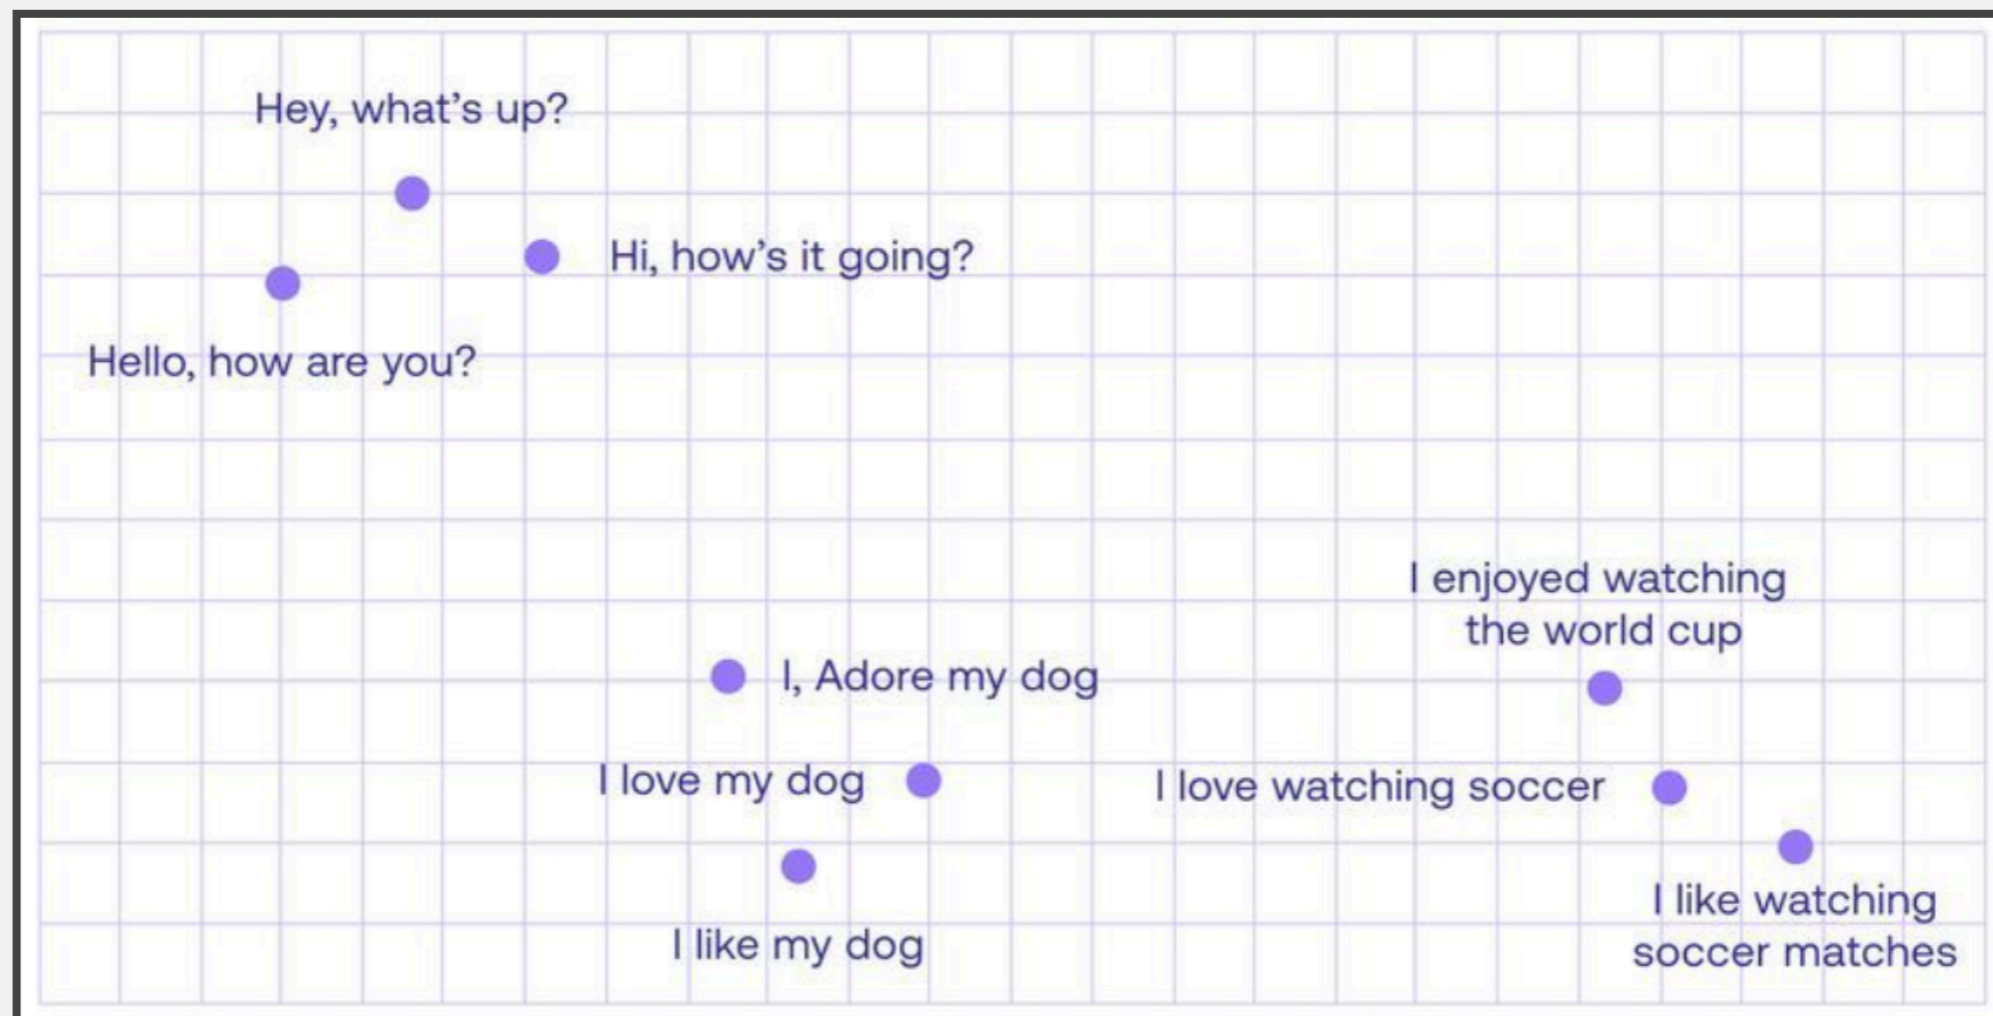 Hey, what’s up?
Hi, how’s it going?
Hello, how are you?
I enjoyed watching
the world cup
I, Adore my dog
I love my dog
I love watching soccer
I like my dog
I like watching
soccer matches